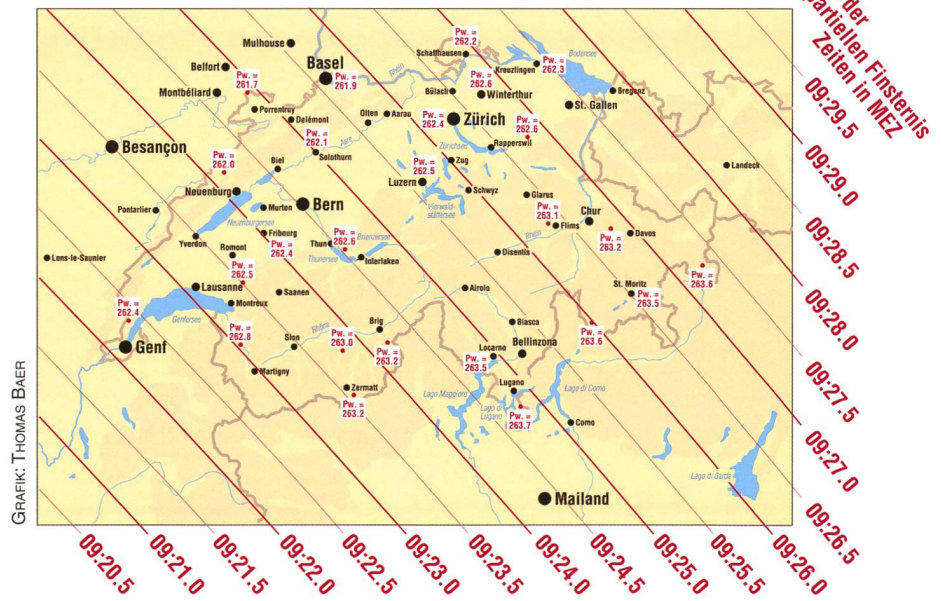 der
partiellen Finsternis
Zeiten in MEZ
Mulhouse
Belfort
Pw. =
261.7
Montbéliard
Basel
Pw. =
261.9
Rhein
Schaffhausen
Pw. =
262.2
Kreuzlingen
Pw. =
262.3
Bodensee
Bülach
Pw. =
262.6
Winterthur
Bregenz
St. Gallen
Porrentruy
Delémont
Olten
Aarau
Pw. =
262.4
Zürich
Pw. =
262.6
Rapperswil
Besançon
Pw. =
262.1
Solothurn
Aare
Zürichsee
Pw. =
262.0
Biel
Pw. =
262.5
Zug
Landeck
Neuenburg
Luzern
Schwyz
Glarus
Pontarlier
Murten
Bern
Vierwald-
stättersee
Pw. =
263.1
Flims
Chur
Neuenburgersee
Yverdon
Fribourg
Pw. =
262.4
Thun
Pw. =
262.6
Brienzersee
Rhein
Pw. =
263.2
Davos
Romont
Thunersee
Interlaken
Disentis
Lons-le-Saunier
Pw. =
262.5
Pw. =
263.6
Lausanne
Saanen
Airolo
St. Moritz
Pw. =
263.5
Montreux
Pw. =
262.4
Genfersee
Pw. =
262.8
Rhône
Brig
Biasca
Genf
Sion
Pw. =
263.0
Pw. =
263.2
Locarno
Bellinzona
Pw. =
263.6
Pw. =
263.5
Martigny
Zermatt
Pw. =
263.2
Lugano
Lago Maggiore
Lago di Como
Lago di
Lugano
Pw. =
263.7
Como
Lago di Garda
Mailand
GRAFIK: THOMAS BAER
09:29.5
09:29.0
09:28.5
09:28.0
09:27.5
09:27.0
09:26.5
09:20.5
09:21.0
09:21.5
09:22.0
09:22.5
09:23.0
09:23.5
09:24.0
09:24.5
09:25.0
09:25.5
09:26.0